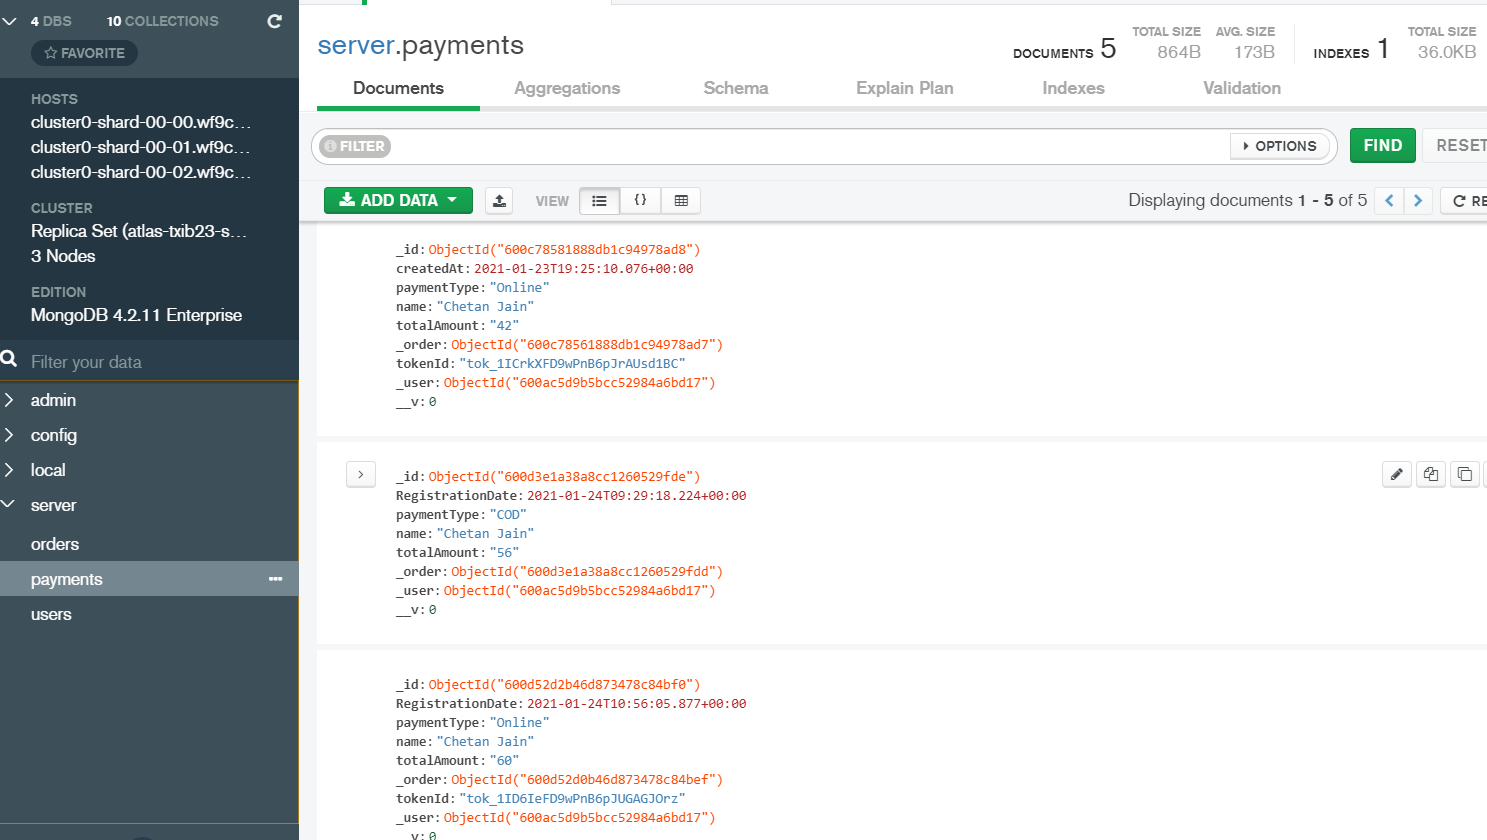 4 DBS 10 COLLECTIONS
FAVORITE
HOSTS
cluster0-shard-00-00.wf9c...
cluster0-shard-00-01.wf9c...
cluster0-shard-00-02.wf9c...
CLUSTER
Replica Set (atlas-txib23-s...
3 Nodes
EDITION
MongoDB 4.2.11 Enterprise
Filter your data
admin
config
local
server
orders
payments
users
server.payments
DOCUMENTS 5 TOTAL SIZE 864B AVG. SIZE 173B INDEXES 1 TOTAL SIZE 36.0KB
Documents Aggregations Schema Explain Plan Indexes Validation
FILTER OPTIONS FIND RESET
ADD DATA VIEW {} Displaying documents 1 - 5 of 5 RE
_id: ObjectId("600c78581888db1c94978ad8")
createdAt: 2021-01-23T19:25:10.076+00:00
paymentType: "Online"
name: "Chetan Jain"
totalAmount: "42"
_order: ObjectId("600c78561888db1c94978ad7")
tokenId: "tok_1ICrkXFD9wPnB6pJrAUsd1BC"
_user: ObjectId("600ac5d9b5bcc52984a6bd17")
__v: 0
_id: ObjectId("600d3e1a38a8cc1260529fde")
RegistrationDate: 2021-01-24T09:29:18.224+00:00
paymentType: "COD"
name: "Chetan Jain"
totalAmount: "56"
_order: ObjectId("600d3e1a38a8cc1260529fdd")
_user: ObjectId("600ac5d9b5bcc52984a6bd17")
__v: 0
_id: ObjectId("600d52d2b46d873478c84bf0")
RegistrationDate: 2021-01-24T10:56:05.877+00:00
paymentType: "Online"
name: "Chetan Jain"
totalAmount: "60"
_order: ObjectId("600d52d0b46d873478c84bef")
tokenId: "tok_1ID6IeFD9wPnB6pJUGAGJOrz"
_user: ObjectId("600ac5d9b5bcc52984a6bd17")
__v: 0